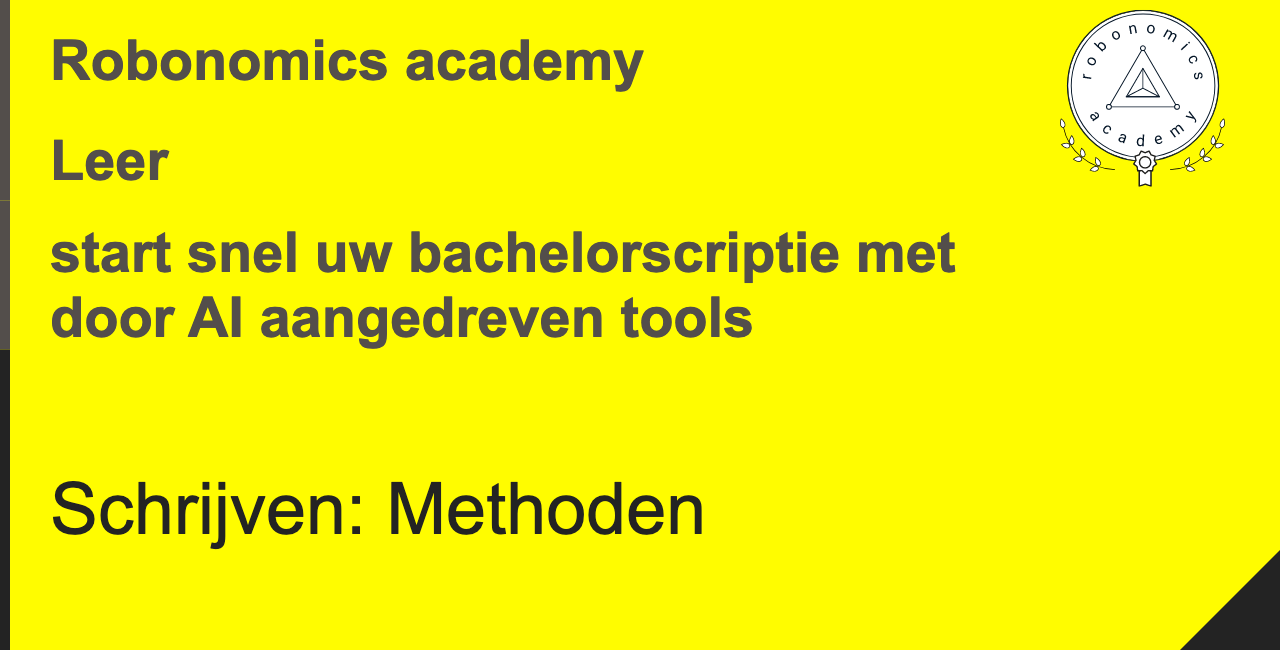 Robonomics academy
robonomics
academy
Leer
start snel uw bachelorscriptie met
door AI aangedreven tools
Schrijven: Methoden